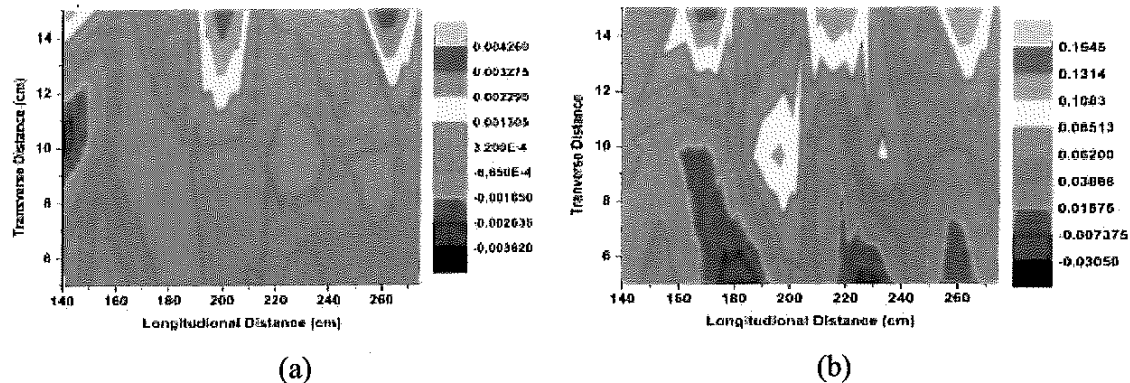 14
12
10
8
6
Transverse Distance (cm)
140 160 180 200 220 240 260
Longitudional Distance (cm)
0.004260
0.003275
0.002290
0.001305
3.200E-4
-6.650E-4
-0.001650
-0.002635
-0.003620
(a)
14
12
10
8
6
Tranverse Distance
140 160 180 200 220 240 260
Longitudional Distance (cm)
0.1545
0.1314
0.1083
0.08513
0.06200
0.03888
0.01575
-0.007375
-0.03050
(b)